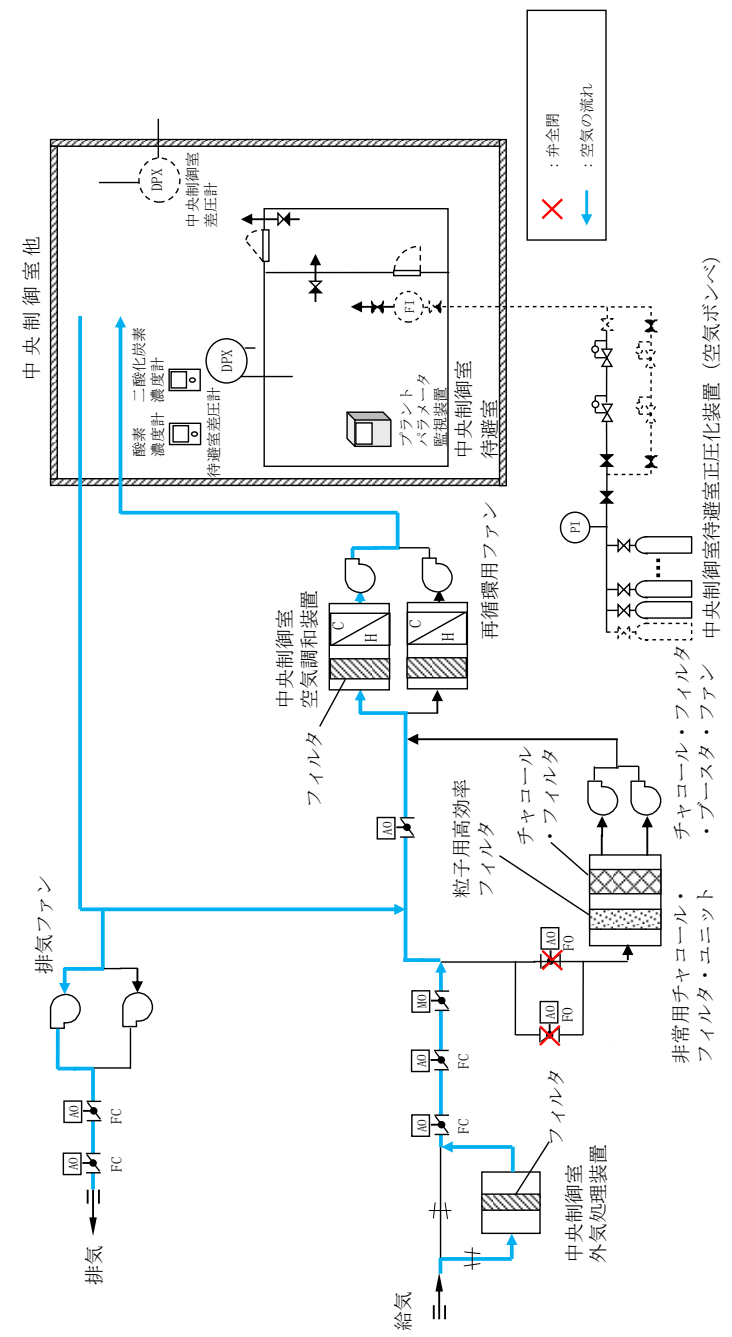 中央制御室他
DPX
中央制御室
差圧計
二酸化炭素
濃度計
酸素
濃度計
待避室差圧計
DPX
FI
プラント
パラメータ
監視装置
中央制御室
待避室
：弁全閉
：空気の流れ
PI
中央制御室待避室正圧化装置（空気ボンベ）
中央制御室
空気調和装置
フィルタ
C
H
C
H
再循環用ファン
AO
粒子用高効率
フィルタ
チャコール
・フィルタ
チャコール・フィルタ
・ブースタ・ファン
非常用チャコール・
フィルタ・ユニット
AO
FO
AO
FO
排気ファン
AO
FC
AO
FC
排気
MO
AO
FC
AO
FC
フィルタ
中央制御室
外気処理装置
給気